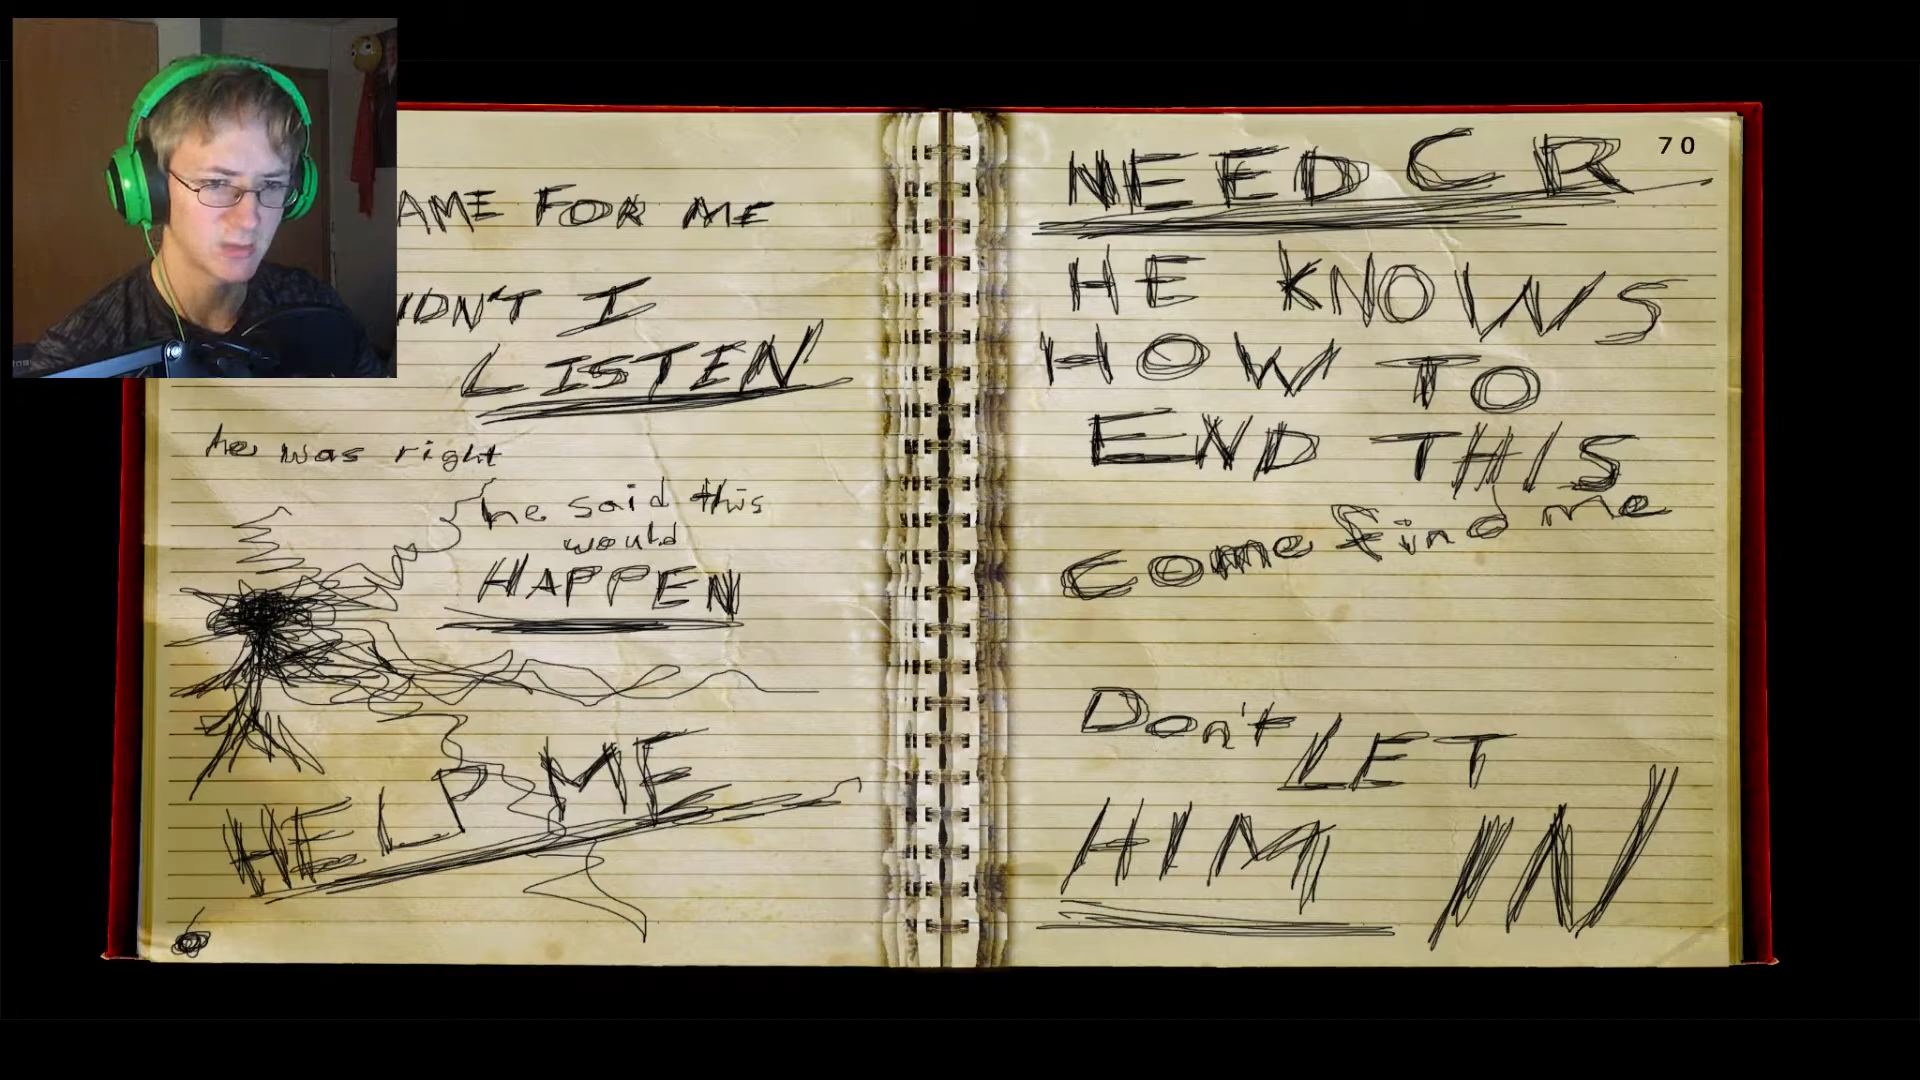 AME FOR ME
IDN'T I
LISTEN
he was right
he said this
would
HAPPEN
HELP ME
70
NEED CR
HE KNOWS
HOW TO
END THIS
come find me
Don't LET
HIM IN